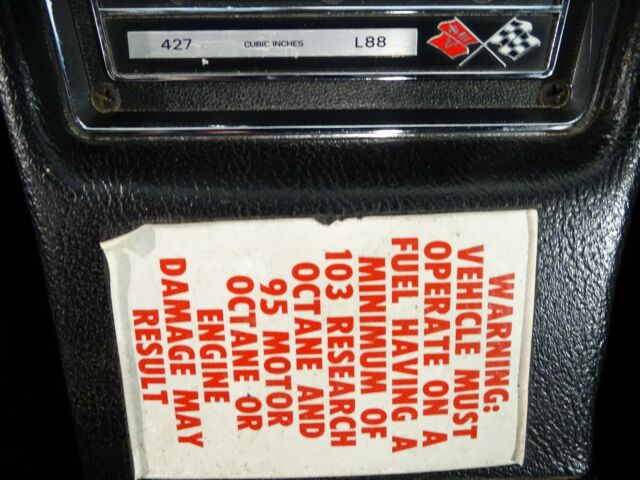 427 CUBIC INCHES L88
WARNING:
VEHICLE MUST
OPERATE ON A
FUEL HAVING A
MINIMUM OF
103 RESEARCH
OCTANE AND
95 MOTOR
OCTANE OR
ENGINE
DAMAGE MAY
RESULT